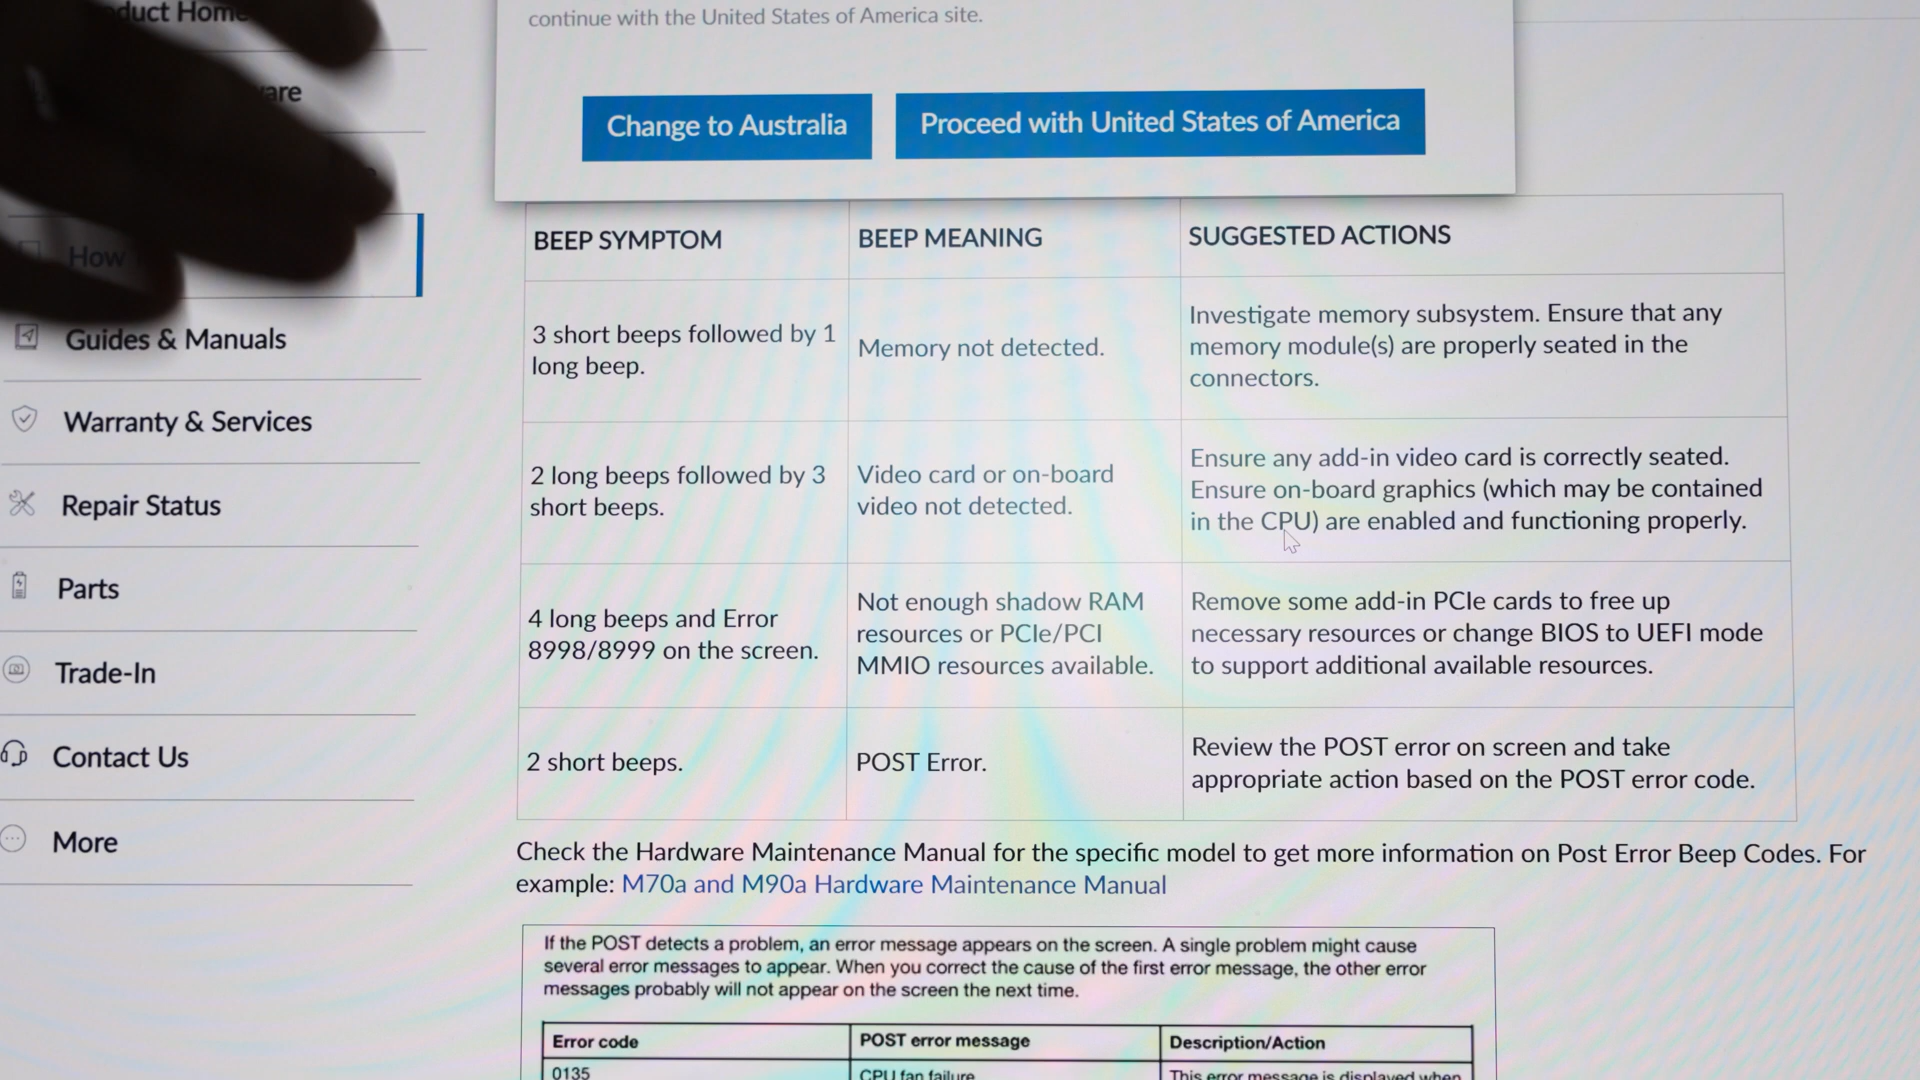 continue with the United States of America site.
Change to Australia
Proceed with United States of America
How
Guides & Manuals
Warranty & Services
Repair Status
Parts
Trade-In
Contact Us
More
BEEP SYMPTOM
BEEP MEANING
SUGGESTED ACTIONS
3 short beeps followed by 1
long beep.
Memory not detected.
Investigate memory subsystem. Ensure that any
memory module(s) are properly seated in the
connectors.
2 long beeps followed by 3
short beeps.
Video card or on-board
video not detected.
Ensure any add-in video card is correctly seated.
Ensure on-board graphics (which may be contained
in the CPU) are enabled and functioning properly.
4 long beeps and Error
8998/8999 on the screen.
Not enough shadow RAM
resources or PCIe/PCI
MMIO resources available.
Remove some add-in PCIe cards to free up
necessary resources or change BIOS to UEFI mode
to support additional available resources.
2 short beeps.
POST Error.
Review the POST error on screen and take
appropriate action based on the POST error code.
Check the Hardware Maintenance Manual for the specific model to get more information on Post Error Beep Codes. For
example: M70a and M90a Hardware Maintenance Manual
If the POST detects a problem, an error message appears on the screen. A single problem might cause
several error messages to appear. When you correct the cause of the first error message, the other error
messages probably will not appear on the screen the next time.
Error code
POST error message
Description/Action
0135
CPU fan failure
This error message is displayed when